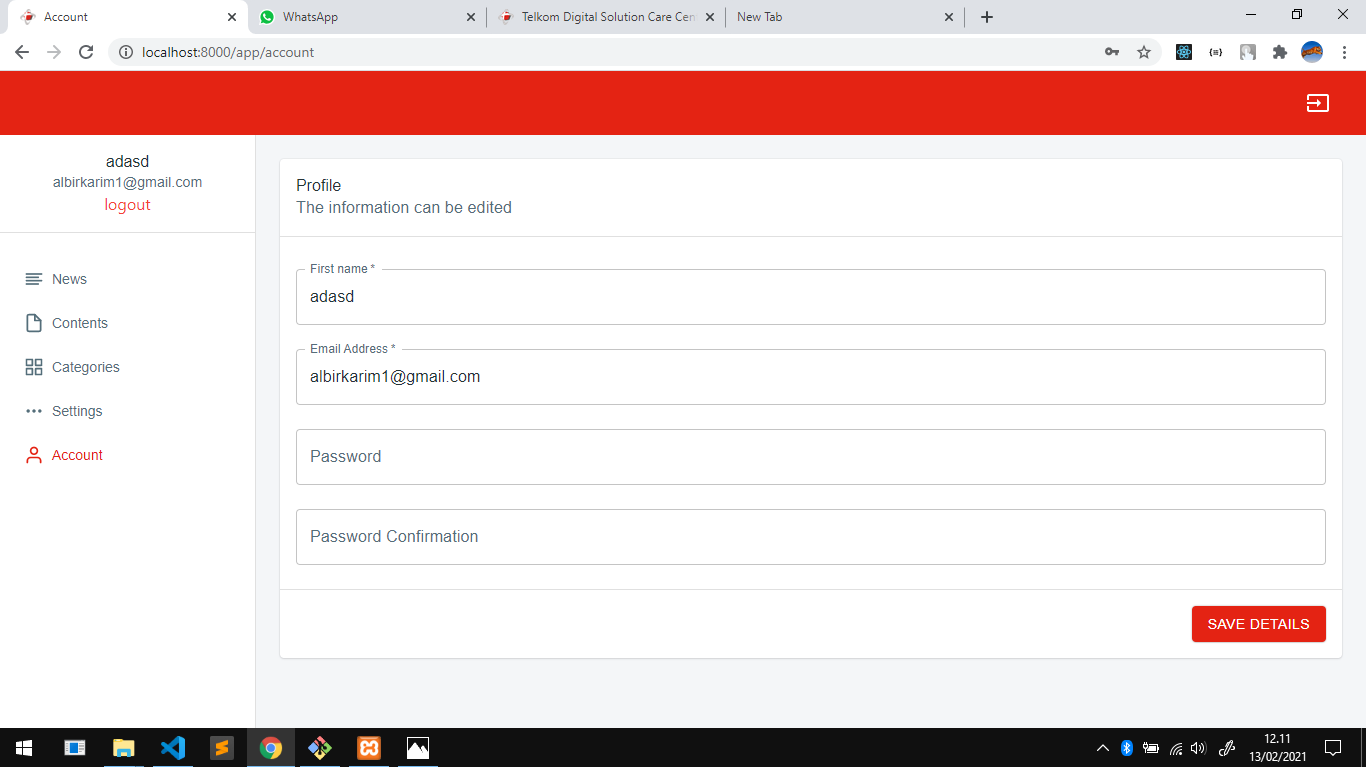 Account
WhatsApp
Telkom Digital Solution Care Cen
New Tab
localhost:8000/app/account
adasd
albirkarim1@gmail.com
logout
News
Contents
Categories
Settings
Account
Profile
The information can be edited
First name *
adasd
Email Address *
albirkarim1@gmail.com
Password
Password Confirmation
SAVE DETAILS
12.11
13/02/2021